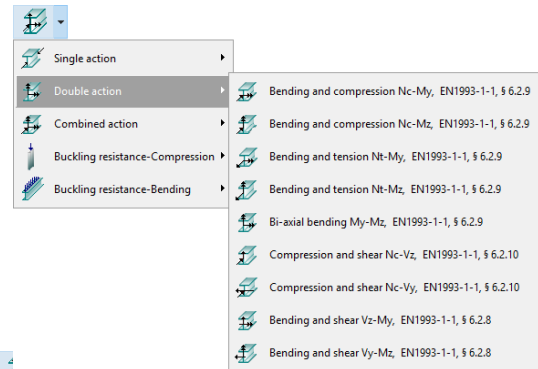 Single action
Double action
Combined action
Buckling resistance-Compression
Buckling resistance-Bending
Bending and compression Nc-My, EN1993-1-1, § 6.2.9
Bending and compression Nc-Mz, EN1993-1-1, § 6.2.9
Bending and tension Nt-My, EN1993-1-1, § 6.2.9
Bending and tension Nt-Mz, EN1993-1-1, § 6.2.9
Bi-axial bending My-Mz, EN1993-1-1, § 6.2.9
Compression and shear Nc-Vz, EN1993-1-1, § 6.2.10
Compression and shear Nc-Vy, EN1993-1-1, § 6.2.10
Bending and shear Vz-My, EN1993-1-1, § 6.2.8
Bending and shear Vy-Mz, EN1993-1-1, § 6.2.8